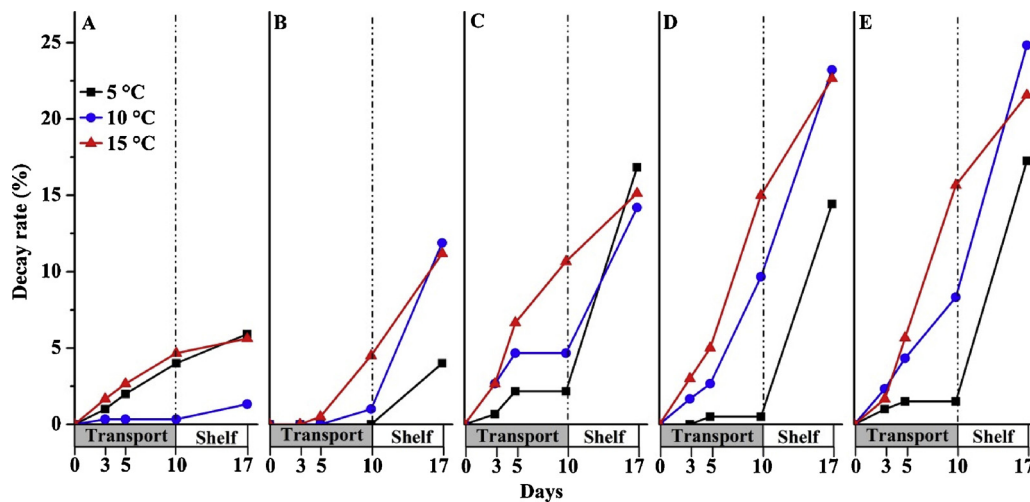 A B C D E
25
20
15
10
5
0
Decay rate (%)
5 °C
10 °C
15 °C
Transport Shelf Transport Shelf Transport Shelf Transport Shelf Transport Shelf
0 3 5 10 17 0 3 5 10 17 0 3 5 10 17 0 3 5 10 17 0 3 5 10 17
Days